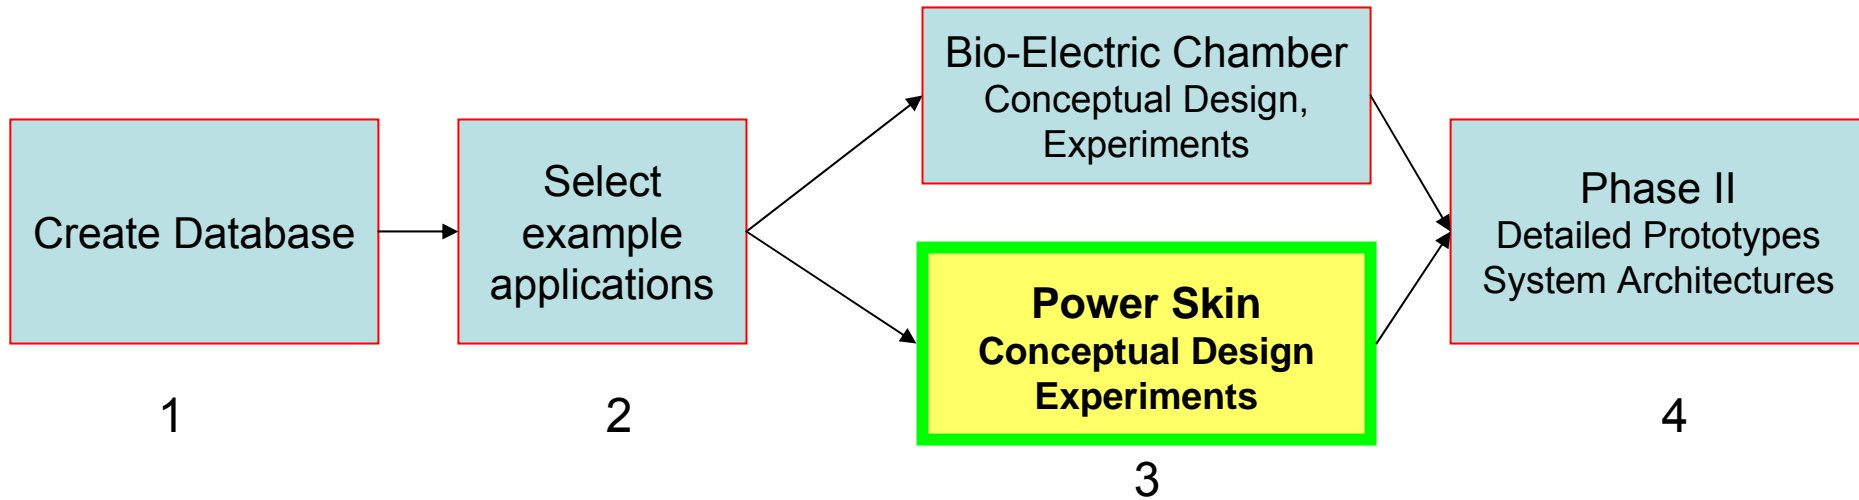 Create Database
1
Select
example
applications
2
Bio-Electric Chamber
Conceptual Design,
Experiments
Power Skin
Conceptual Design
Experiments
3
Phase II
Detailed Prototypes
System Architectures
4